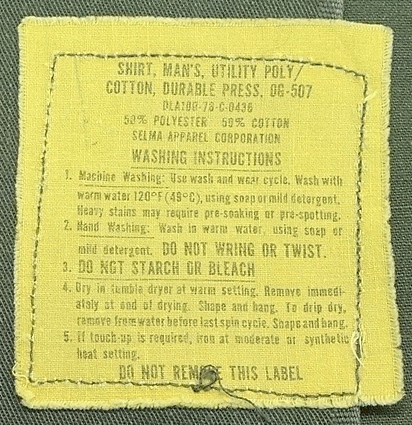 SHIRT, MAN'S, UTILITY POLY/
COTTON, DURABLE PRESS, OG-507
DLA100-78-C-0436
50% POLYESTER 50% COTTON
SELMA APPAREL CORPORATION
WASHING INSTRUCTIONS
1. Machine Washing: Use wash and wear cycle. Wash with
warm water 120°F (49°C), using soap or mild detergent.
Heavy stains may require pre-soaking or pre-spotting.
2. Hand Washing: Wash in warm water, using soap or
mild detergent. DO NOT WRING OR TWIST.
3. DO NOT STARCH OR BLEACH
4. Dry in tumble dryer at warm setting. Remove immedi-
ately at end of drying. Shape and hang. To drip dry,
remove from water before last spin cycle. Shape and hang.
5. If touch-up is required, iron at moderate or synthetic
heat setting.
DO NOT REMOVE THIS LABEL